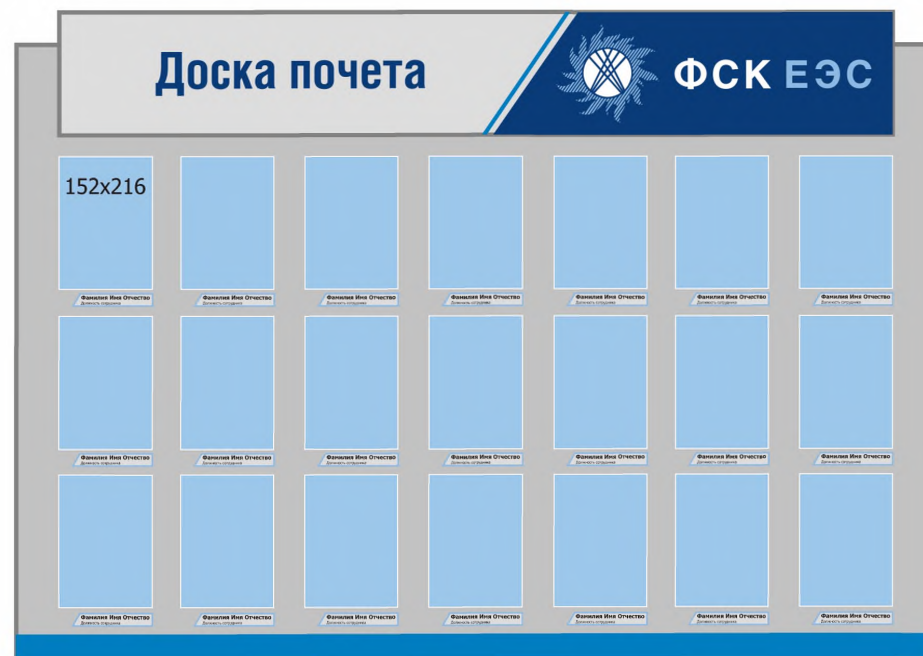 Доска почета
ФСК ЕЭС
152x216
Фамилия Имя Отчество Фамилия Имя Отчество Фамилия Имя Отчество Фамилия Имя Отчество Фамилия Имя Отчество Фамилия Имя Отчество Фамилия Имя Отчество
Должность сотрудника Должность сотрудника Должность сотрудника Должность сотрудника Должность сотрудника Должность сотрудника Должность сотрудника
Фамилия Имя Отчество Фамилия Имя Отчество Фамилия Имя Отчество Фамилия Имя Отчество Фамилия Имя Отчество Фамилия Имя Отчество Фамилия Имя Отчество
Должность сотрудника Должность сотрудника Должность сотрудника Должность сотрудника Должность сотрудника Должность сотрудника Должность сотрудника
Фамилия Имя Отчество Фамилия Имя Отчество Фамилия Имя Отчество Фамилия Имя Отчество Фамилия Имя Отчество Фамилия Имя Отчество Фамилия Имя Отчество
Должность сотрудника Должность сотрудника Должность сотрудника Должность сотрудника Должность сотрудника Должность сотрудника Должность сотрудника